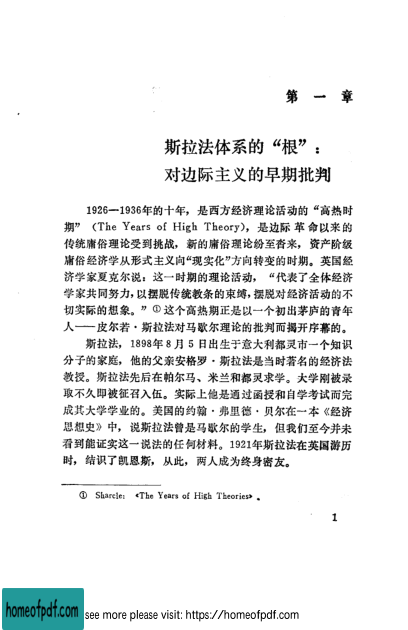 第一章
斯拉法体系的“根”：
对边际主义的早期批判
1926—1936年的十年，是西方经济理论活动的“高热时
期”（The Years of High Theory），是边际革命以来的
传统庸俗理论受到挑战，新的庸俗理论纷至沓来，资产阶级
庸俗经济学从形式主义向“现实化”方向转变的时期。英国经
济学家夏克尔说：这一时期的理论活动，“代表了全体经济
学家共同努力，以摆脱传统教条的束缚，摆脱对经济活动的不
切实际的想象。”①这个高热期正是以一个初出茅庐的青年
人——皮尔若·斯拉法对马歇尔理论的批判而揭开序幕的。
斯拉法，1898年8月5日出生于意大利都灵市一个知识
分子的家庭，他的父亲安格罗·斯拉法是当时著名的经济法
教授。斯拉法先后在帕尔马、米兰和都灵求学。大学刚被录
取不久即被征召入伍。实际上他是通过函授和自学考试而完
成其大学学业的。美国的约翰·弗里德·贝尔在一本《经济
思想史》中，说斯拉法曾是马歇尔的学生，但我们至今并未
看到能证实这一说法的任何材料。1921年斯拉法在英国游历
时，结识了凯恩斯，从此，两人成为终身密友。
① Sharcle: «The Years of High Theories»。
1
homeofpdf.com
see more please visit: https://homeofpdf.com